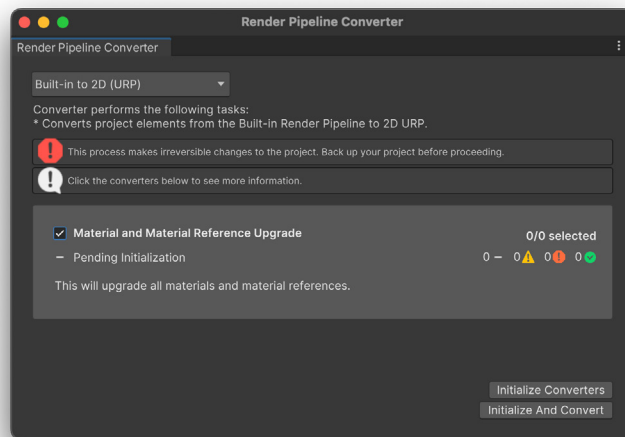 Render Pipeline Converter
Render Pipeline Converter
Built-in to 2D (URP)
Converter performs the following tasks:
* Converts project elements from the Built-in Render Pipeline to 2D URP.
This process makes irreversible changes to the project. Back up your project before proceeding.
Click the converters below to see more information.
Material and Material Reference Upgrade
0/0 selected
Pending Initialization
0 – 0 0 0
This will upgrade all materials and material references.
Initialize Converters
Initialize And Convert